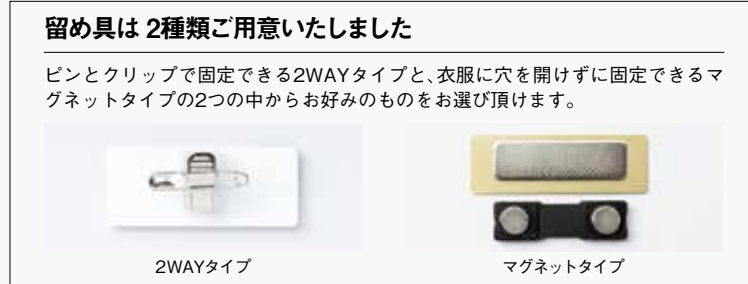 留め具は 2種類ご用意いたしました
ピンとクリップで固定できる2WAYタイプと、衣服に穴を開けずに固定できるマ
グネットタイプの2つの中からお好みのものをお選び頂けます。
2WAYタイプ
マグネットタイプ